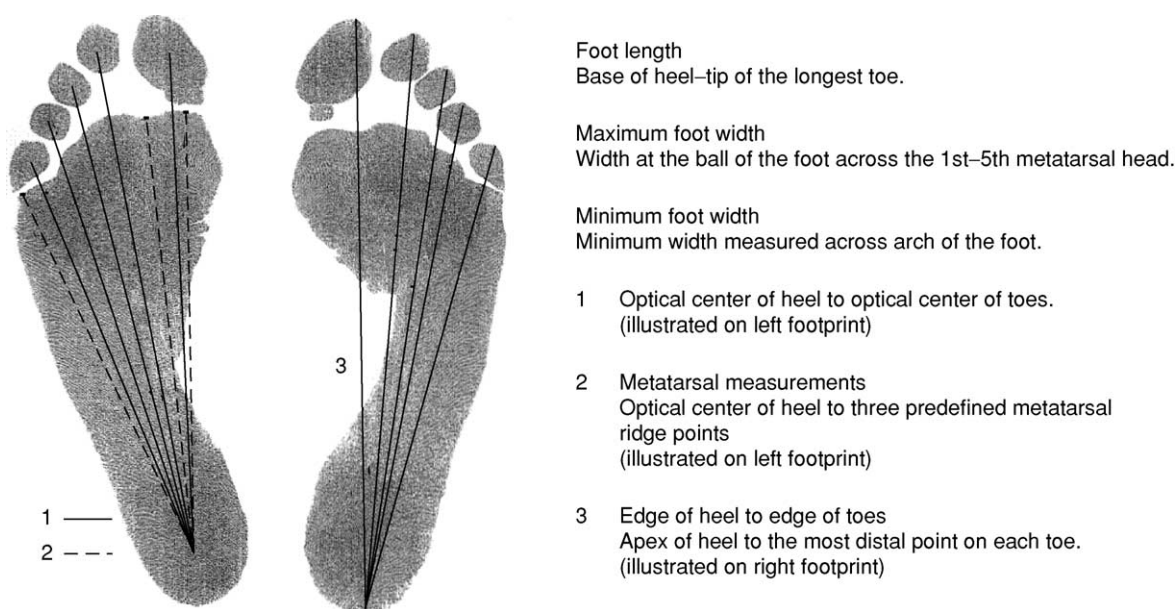 Foot length
Base of heel–tip of the longest toe.
Maximum foot width
Width at the ball of the foot across the 1st–5th metatarsal head.
Minimum foot width
Minimum width measured across arch of the foot.
1 Optical center of heel to optical center of toes.
(illustrated on left footprint)
2 Metatarsal measurements
Optical center of heel to three predefined metatarsal
ridge points
(illustrated on left footprint)
3 Edge of heel to edge of toes
Apex of heel to the most distal point on each toe.
(illustrated on right footprint)
3
1
2